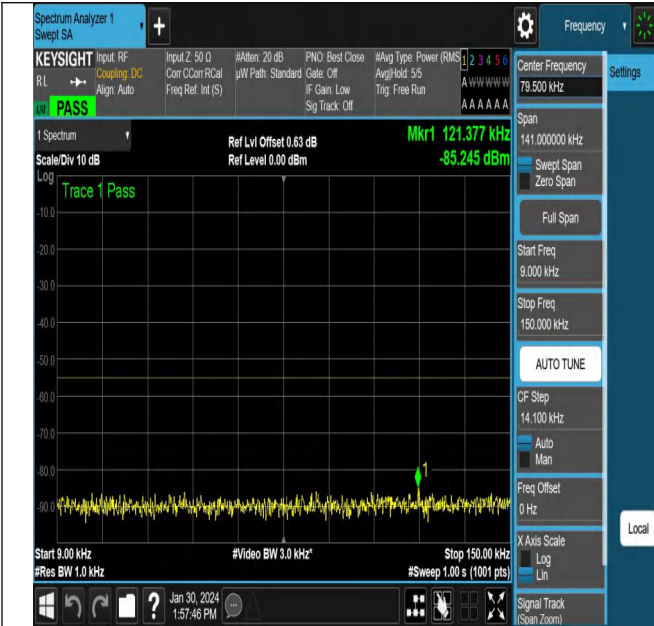 Spectrum Analyzer 1
Swept SA
+
Frequency
KEYSIGHT
RL
PASS
Input: RF
Coupling: DC
Align: Auto
Input Z: 50 Ω
Corr CCorr RCal
Freq Ref: Int (S)
#Atten: 20 dB
µW Path: Standard
PNO: Best Close
Gate: Off
IF Gain: Low
Sig Track: Off
#Avg Type: Power (RMS
Avg|Hold: 5/5
Trig: Free Run
1 2 3 4 5 6
A W W W W W
A A A A A A
1 Spectrum
Scale/Div 10 dB
Ref Lvl Offset 0.63 dB
Ref Level 0.00 dBm
Mkr1 121.377 kHz
-85.245 dBm
Log
Trace 1 Pass
-10.0
-20.0
-30.0
-40.0
-50.0
-60.0
-70.0
-80.0
-90.0
1
Start 9.00 kHz
#Res BW 1.0 kHz
#Video BW 3.0 kHz*
Stop 150.00 kHz
#Sweep 1.00 s (1001 pts)
Jan 30, 2024
1:57:46 PM
Center Frequency
79.500 kHz
Span
141.000000 kHz
Swept Span
Zero Span
Full Span
Start Freq
9.000 kHz
Stop Freq
150.000 kHz
AUTO TUNE
CF Step
14.100 kHz
Auto
Man
Freq Offset
0 Hz
X Axis Scale
Log
Lin
Signal Track
(Span Zoom)
Settings
Local